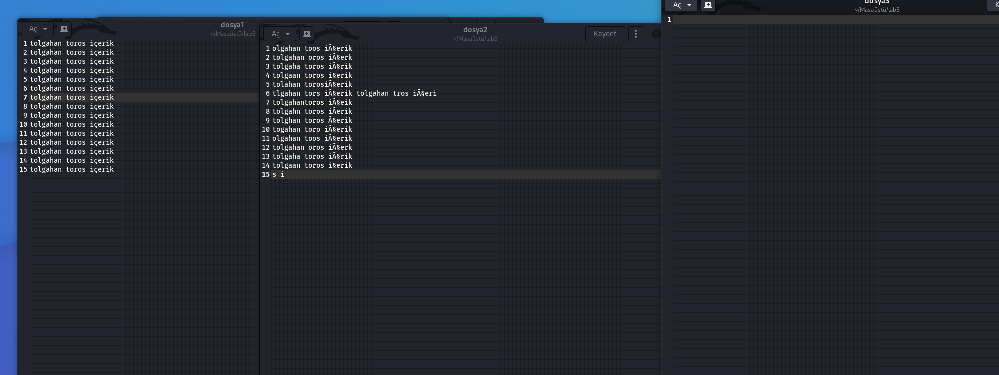 Aç
dosya1
~/Masaüstü/lab3
1 tolgahan toros içerik
2 tolgahan toros içerik
3 tolgahan toros içerik
4 tolgahan toros içerik
5 tolgahan toros içerik
6 tolgahan toros içerik
7 tolgahan toros içerik
8 tolgahan toros içerik
9 tolgahan toros içerik
10 tolgahan toros içerik
11 tolgahan toros içerik
12 tolgahan toros içerik
13 tolgahan toros içerik
14 tolgahan toros içerik
15 tolgahan toros içerik
Aç
dosya2
~/Masaüstü/lab3
Kaydet
1 olgahan toos iÃ§erik
2 tolgahan oros iÃ§erk
3 tolgaha toros iÃ§rik
4 tolgaan toros i§erik
5 tolahan torosiÃ§erik
6 tlgahan tors iÃ§erik tolgahan tros iÃ§eri
7 tolgahantoros iÃ§eik
8 tolgahn toros iÃerik
9 tolghan toros Ã§erik
10 togahan toro iÃ§erik
11 olgahan toos iÃ§erik
12 tolgahan oros iÃ§erk
13 tolgaha toros iÃ§rik
14 tolgaan toros i§erik
15 s i
Aç
dosya3
~/Masaüstü/lab3
K
1